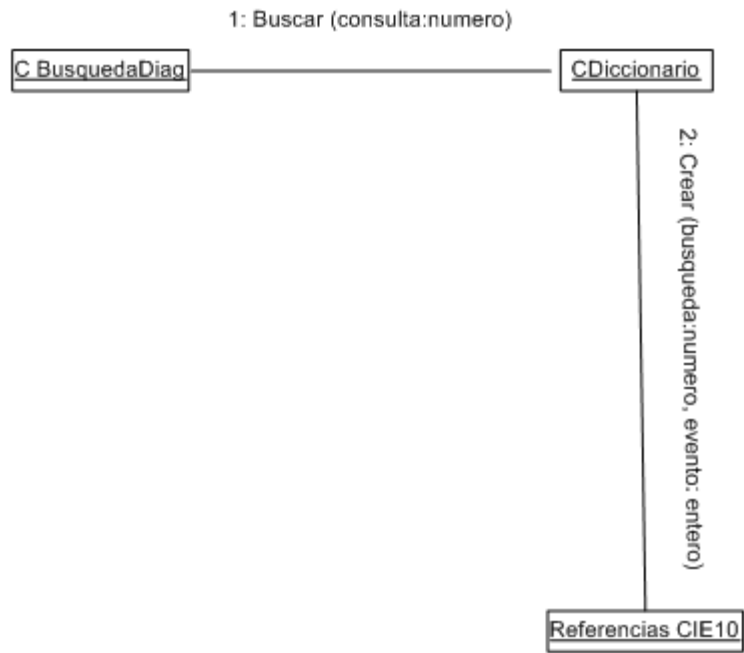 1: Buscar (consulta:numero)
C BusquedaDiag
CDiccionario
2: Crear (busqueda:numero, evento: entero)
Referencias CIE10